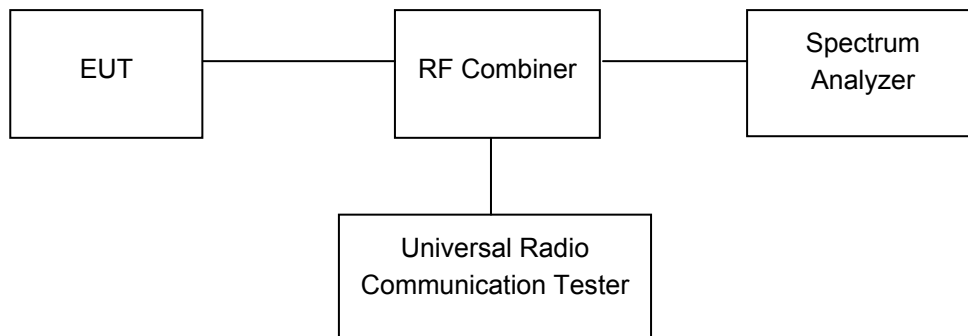 EUT
RF Combiner
Spectrum
Analyzer
Universal Radio
Communication Tester